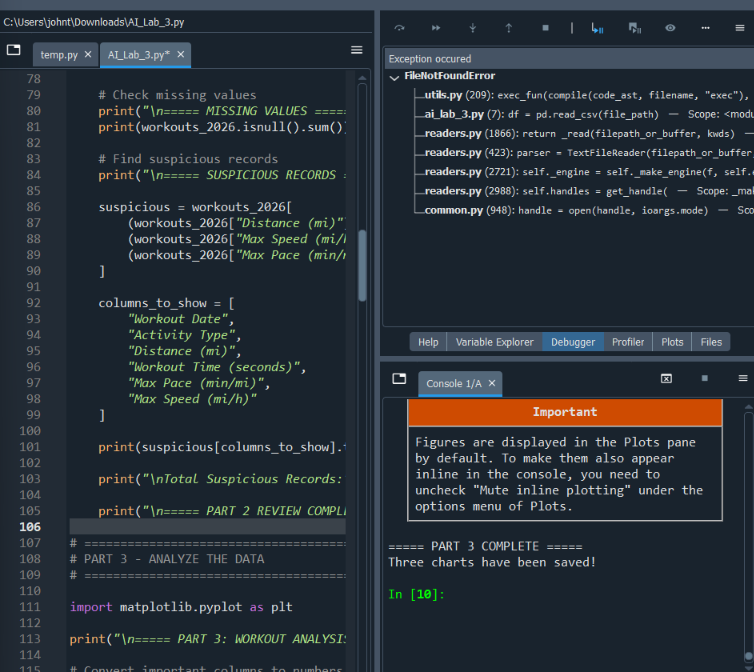 C:\Users\johnt\Downloads\AI_Lab_3.py
temp.py
AI_Lab_3.py*
78
79 # Check missing values
80 print("\n===== MISSING VALUES =====
81 print(workouts_2026.isnull().sum())
82
83 # Find suspicious records
84 print("\n===== SUSPICIOUS RECORDS =
85
86 suspicious = workouts_2026[
87 (workouts_2026["Distance (mi)"]
88 (workouts_2026["Max Speed (mi/h
89 (workouts_2026["Max Pace (min/m
90 ]
91
92 columns_to_show = [
93 "Workout Date",
94 "Activity Type",
95 "Distance (mi)",
96 "Workout Time (seconds)",
97 "Max Pace (min/mi)",
98 "Max Speed (mi/h)"
99 ]
100
101 print(suspicious[columns_to_show].
102
103 print("\nTotal Suspicious Records:
104
105 print("\n===== PART 2 REVIEW COMPLE
106
107 # ==================================
108 # PART 3 - ANALYZE THE DATA
109 # ==================================
110
111 import matplotlib.pyplot as plt
112
113 print("\n===== PART 3: WORKOUT ANALYSIS
114
115 # Convert important columns to numbers
Exception occured
FileNotFoundError
utils.py (209): exec_fun(compile(code_ast, filename, "exec"),
ai_lab_3.py (7): df = pd.read_csv(file_path) — Scope: <modu
readers.py (1866): return _read(filepath_or_buffer, kwds) —
readers.py (423): parser = TextFileReader(filepath_or_buffer,
readers.py (2721): self._engine = self._make_engine(f, self.
readers.py (2988): self.handles = get_handle( — Scope: _mak
common.py (948): handle = open(handle, ioargs.mode) — Sco
Help
Variable Explorer
Debugger
Profiler
Plots
Files
Console 1/A
Important
Figures are displayed in the Plots pane
by default. To make them also appear
inline in the console, you need to
uncheck "Mute inline plotting" under the
options menu of Plots.
===== PART 3 COMPLETE =====
Three charts have been saved!
In [10]: